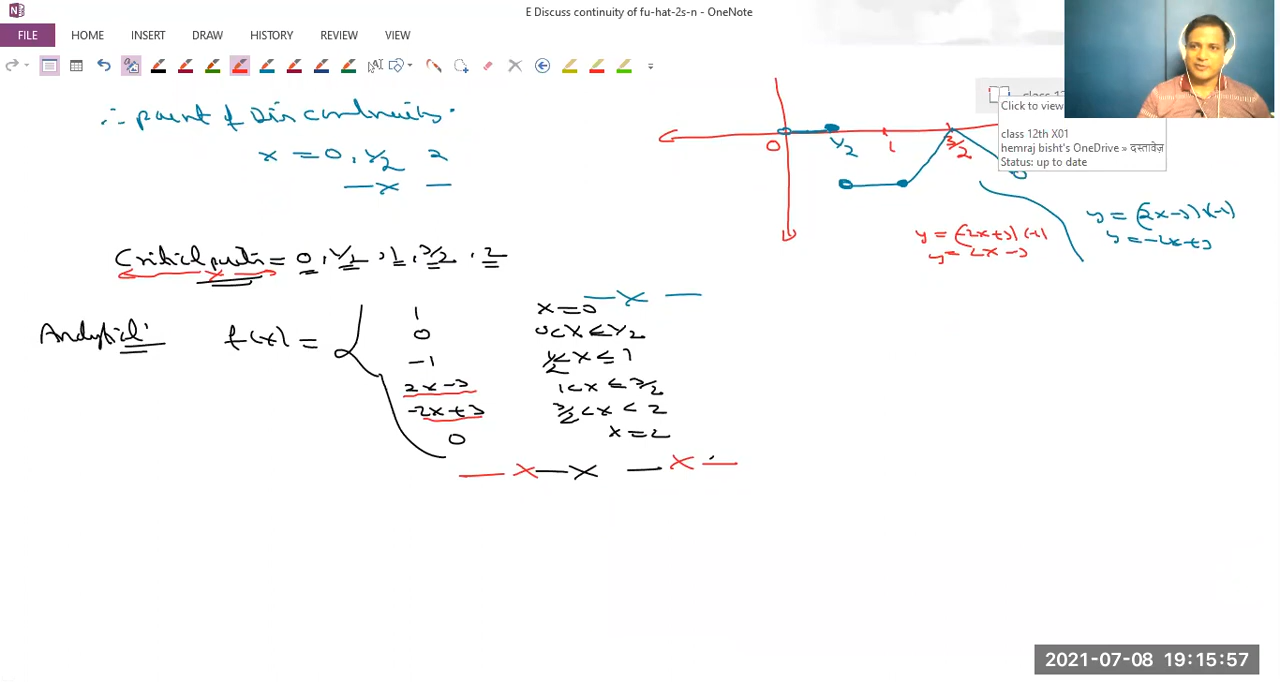 E Discuss continuity of fu-hat-2s-n - OneNote
FILE HOME INSERT DRAW HISTORY REVIEW VIEW
∴ point of Discontinuity
x = 0, 1/2 2
— x —
0 1/2 1 3/2
class 12
Click to view
class 12th X01
hemraj bisht's OneDrive » दस्तावेज़
Status: up to date
y = (2x-3)(-1)
y = -2x+3
y = (-2x+3)(-1)
y = 2x-3
Critical points = 0, 1/2, 1, 3/2, 2
— x —
Analytical: f(x) =
1 x=0
0 0<x≤1/2
-1 1/2<x≤1
2x-3 1<x≤3/2
-2x+3 3/2<x<2
0 x=2
— x — x — x —
2021-07-08 19:15:57